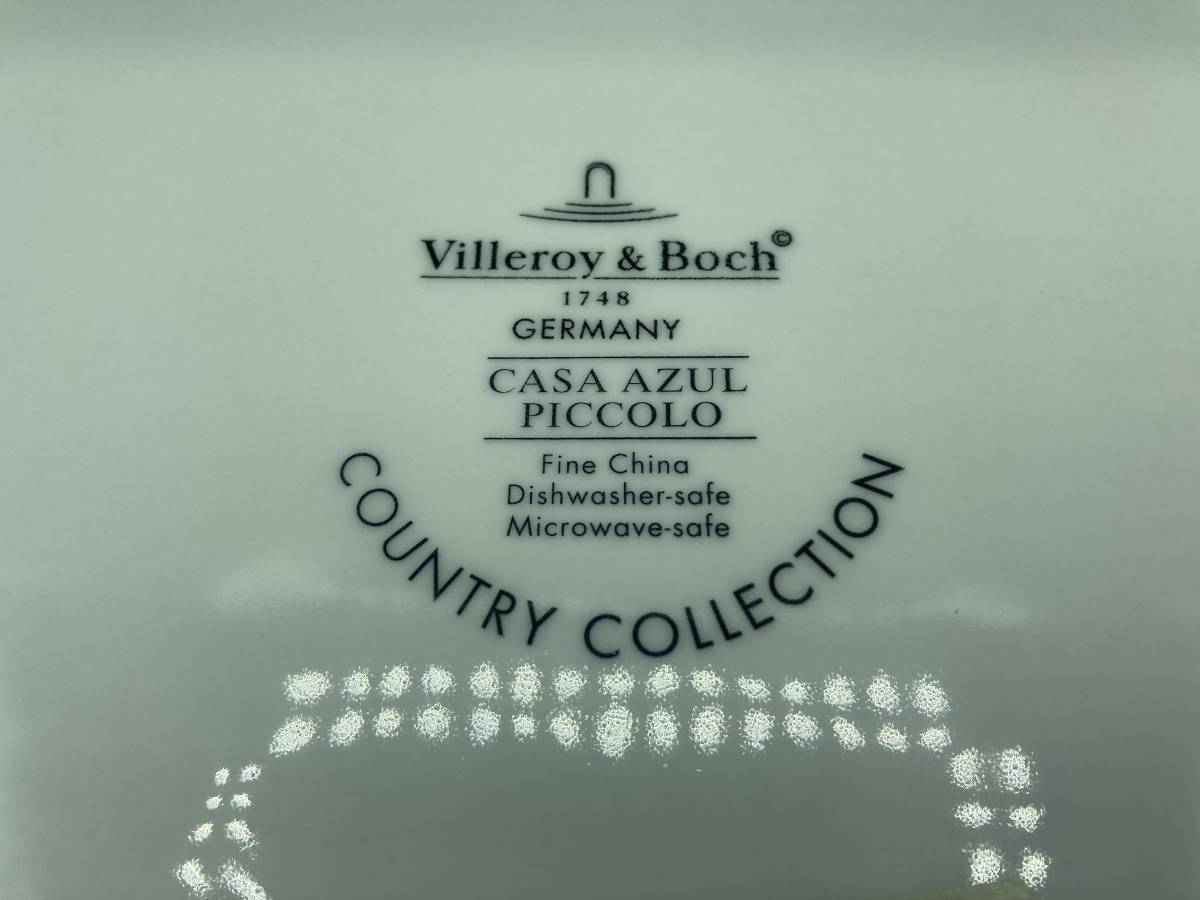 Villeroy & Boch©
1748
GERMANY
CASA AZUL
PICCOLO
Fine China
Dishwasher-safe
Microwave-safe
COUNTRY COLLECTION